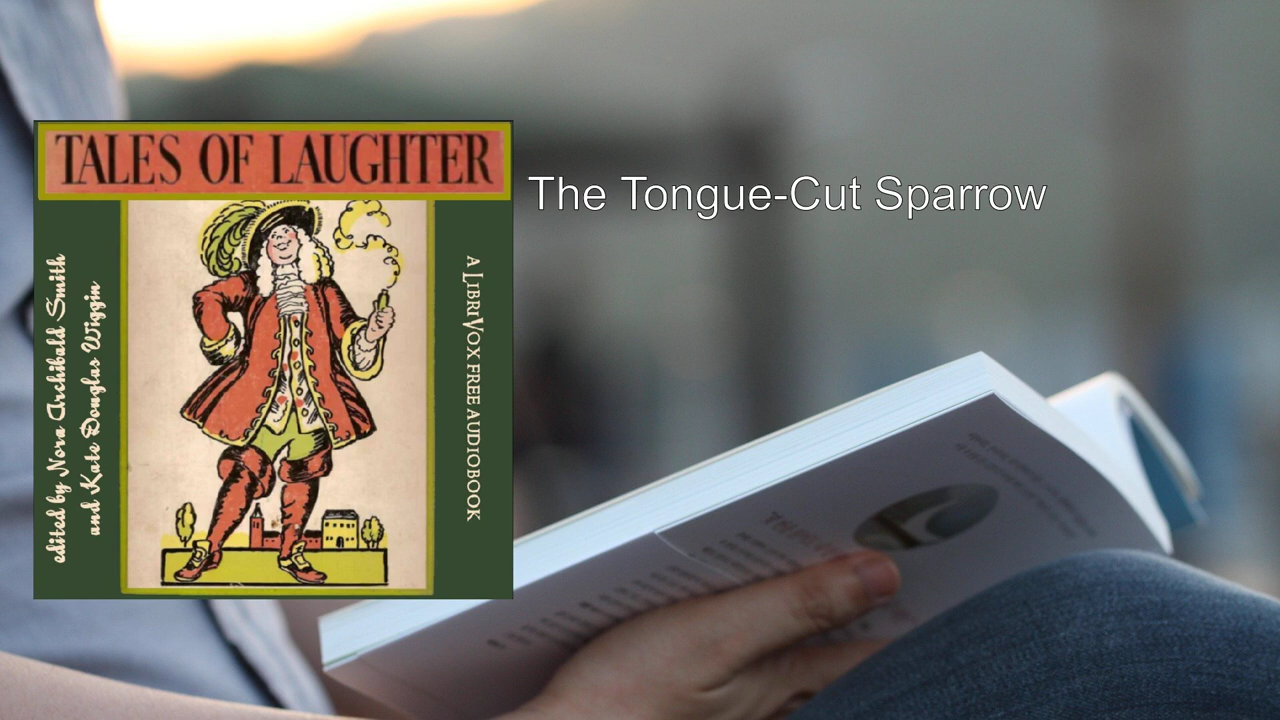 TALES OF LAUGHTER
edited by Nora Archibald Smith
and Kate Douglas Wiggin
A LIBRIVOX FREE AUDIOBOOK
The Tongue-Cut Sparrow